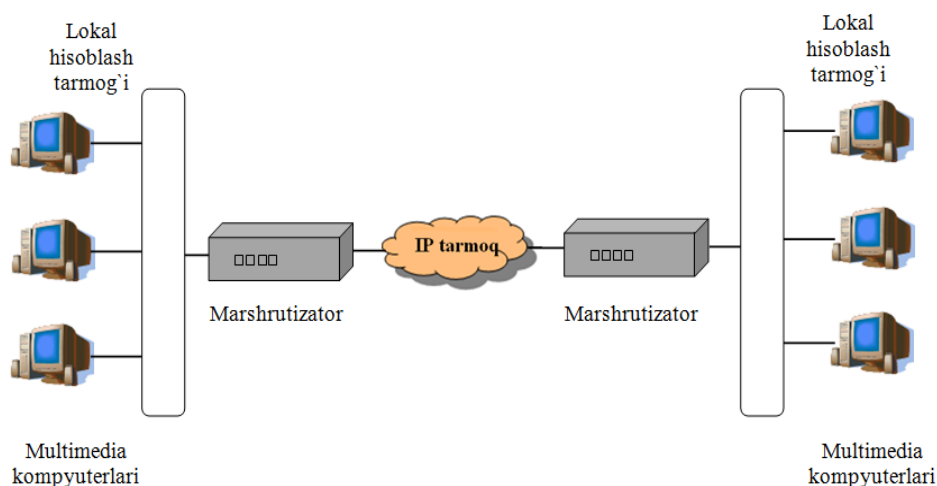 Lokal
hisoblash
tarmog`i
Lokal
hisoblash
tarmog`i
IP tarmoq
Marshrutizator
Marshrutizator
Multimedia
kompyuterlari
Multimedia
kompyuterlari